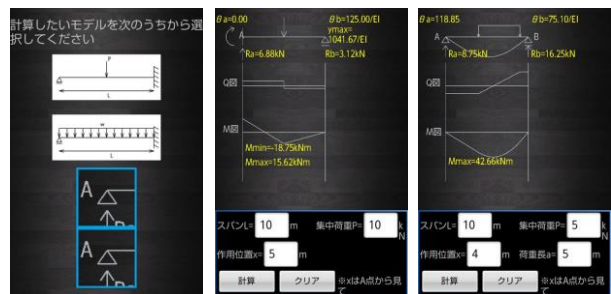 計算したいモデルを次のうちから選
択してください
P
L
w
L
A
A
θa=0.00
θb=125.00/EI
ymax=
1041.67/EI
A
Ra=6.88kN
Rb=3.12kN
Q図
M図
Mmin=-18.75kNm
Mmax=15.62kNm
スパンL= 10 m 集中荷重P= 10 kN
作用位置x= 5 m
計算 クリア ※xはA点から見て
θa=118.85
θb=75.10/EI
A
B
Ra=8.75kN
Rb=16.25kN
Q図
M図
Mmax=42.66kNm
スパンL= 10 m 集中荷重P= 5 kN
作用位置x= 4 m 荷重長a= 5 m
計算 クリア ※xはA点から見て